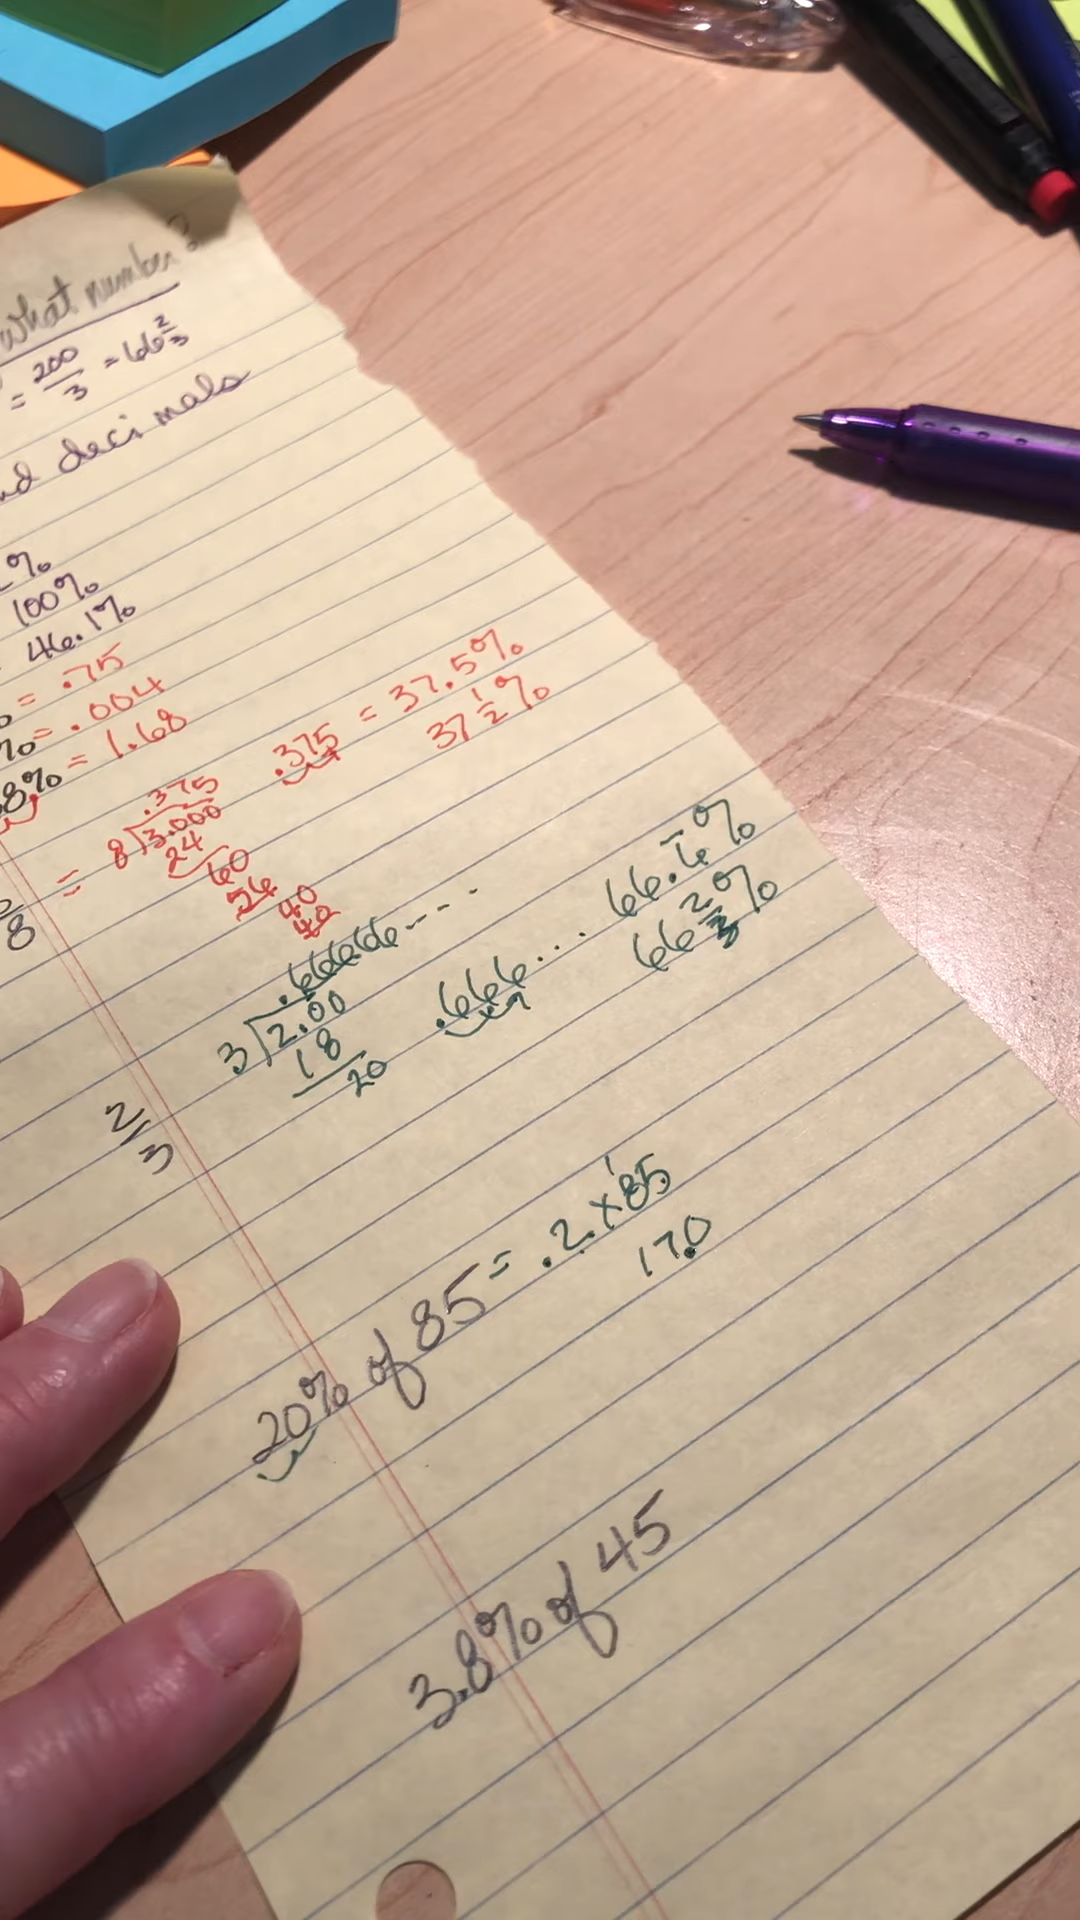 what number?
= 200/3 = 66 2/3
decimals
%
100%
46.1%
= .75
%= .004
8% = 1.68
.375 = 37.5%
37 1/2%
.375
8 = 8)3.000
24
60
56
40
40
.66666... .666... 66.6̅%
3)2.00 66 2/3%
18
20
2/3
20% of 85 = .2 x 85
17.0
3.8% of 45